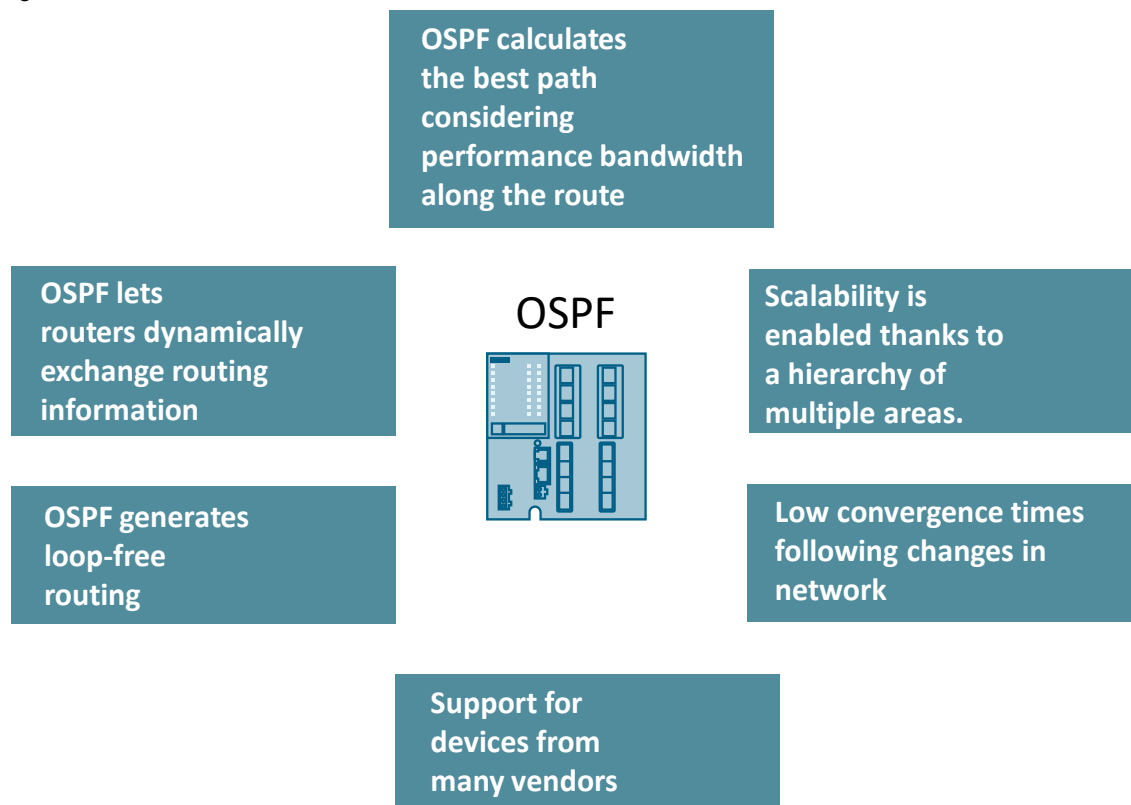 OSPF calculates
the best path
considering
performance bandwidth
along the route
OSPF lets
routers dynamically
exchange routing
information
OSPF
Scalability is
enabled thanks to
a hierarchy of
multiple areas.
OSPF generates
loop-free
routing
Low convergence times
following changes in
network
Support for
devices from
many vendors